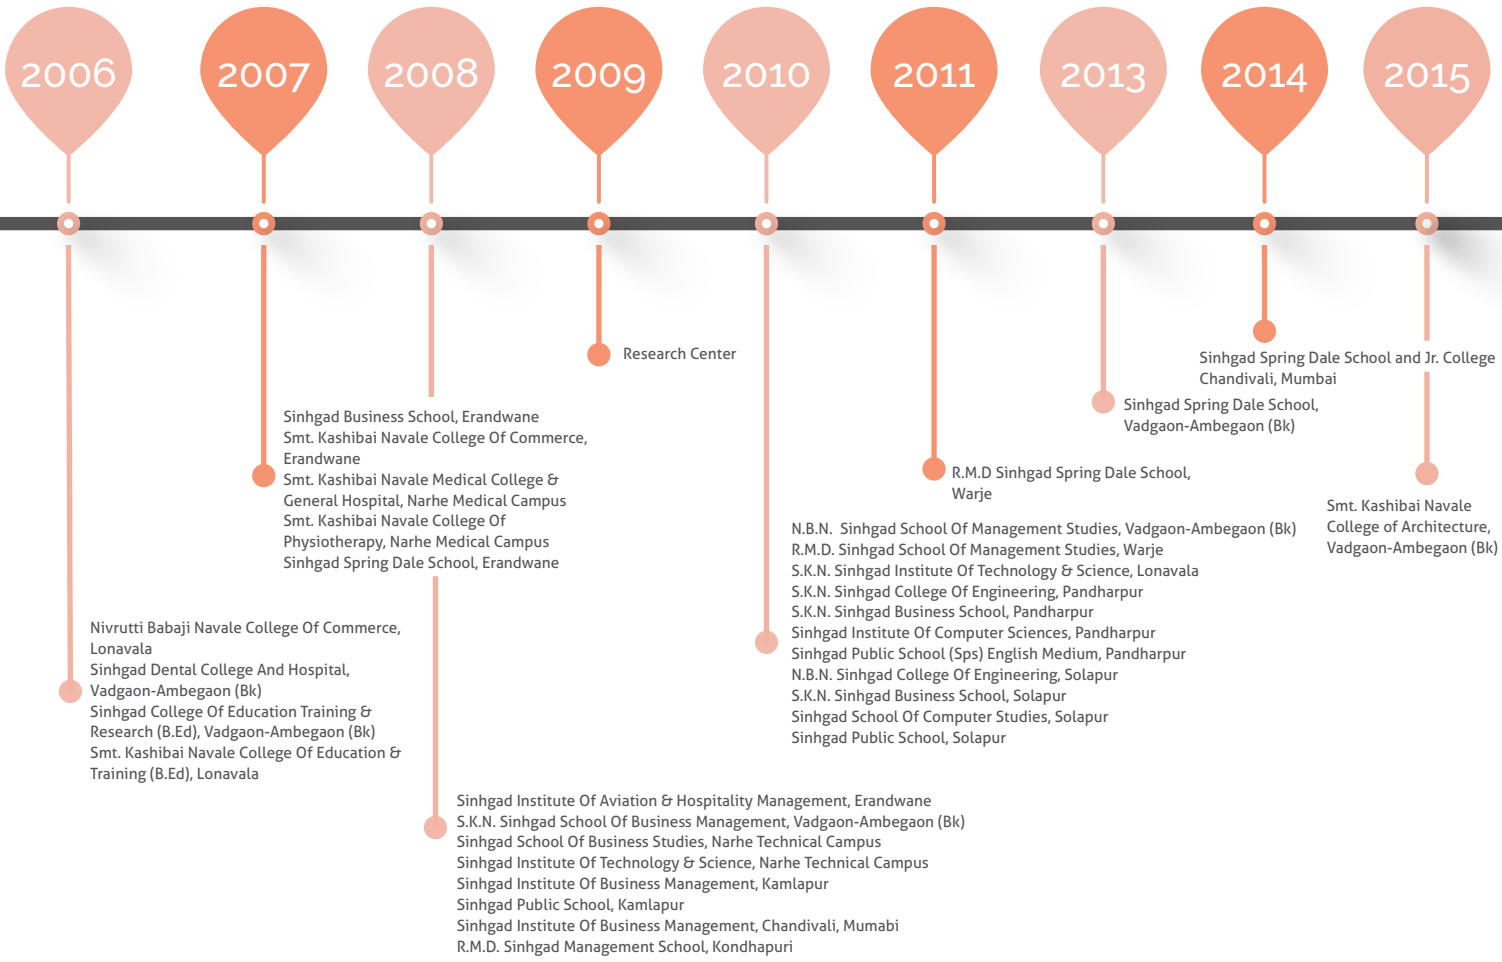 2006
2007
2008
2009
2010
2011
2013
2014
2015
Research Center
Sinhgad Spring Dale School and Jr. College
Chandivali, Mumbai
Sinhgad Spring Dale School,
Vadgaon-Ambegaon (Bk)
Sinhgad Business School, Erandwane
Smt. Kashibai Navale College Of Commerce,
Erandwane
Smt. Kashibai Navale Medical College &
General Hospital, Narhe Medical Campus
Smt. Kashibai Navale College Of
Physiotherapy, Narhe Medical Campus
Sinhgad Spring Dale School, Erandwane
R.M.D Sinhgad Spring Dale School,
Warje
Smt. Kashibai Navale
College of Architecture,
Vadgaon-Ambegaon (Bk)
N.B.N. Sinhgad School Of Management Studies, Vadgaon-Ambegaon (Bk)
R.M.D. Sinhgad School Of Management Studies, Warje
S.K.N. Sinhgad Institute Of Technology & Science, Lonavala
S.K.N. Sinhgad College Of Engineering, Pandharpur
S.K.N. Sinhgad Business School, Pandharpur
Sinhgad Institute Of Computer Sciences, Pandharpur
Sinhgad Public School (Sps) English Medium, Pandharpur
N.B.N. Sinhgad College Of Engineering, Solapur
S.K.N. Sinhgad Business School, Solapur
Sinhgad School Of Computer Studies, Solapur
Sinhgad Public School, Solapur
Nivrutti Babaji Navale College Of Commerce,
Lonavala
Sinhgad Dental College And Hospital,
Vadgaon-Ambegaon (Bk)
Sinhgad College Of Education Training &
Research (B.Ed), Vadgaon-Ambegaon (Bk)
Smt. Kashibai Navale College Of Education &
Training (B.Ed), Lonavala
Sinhgad Institute Of Aviation & Hospitality Management, Erandwane
S.K.N. Sinhgad School Of Business Management, Vadgaon-Ambegaon (Bk)
Sinhgad School Of Business Studies, Narhe Technical Campus
Sinhgad Institute Of Technology & Science, Narhe Technical Campus
Sinhgad Institute Of Business Management, Kamlapur
Sinhgad Public School, Kamlapur
Sinhgad Institute Of Business Management, Chandivali, Mumabi
R.M.D. Sinhgad Management School, Kondhapuri